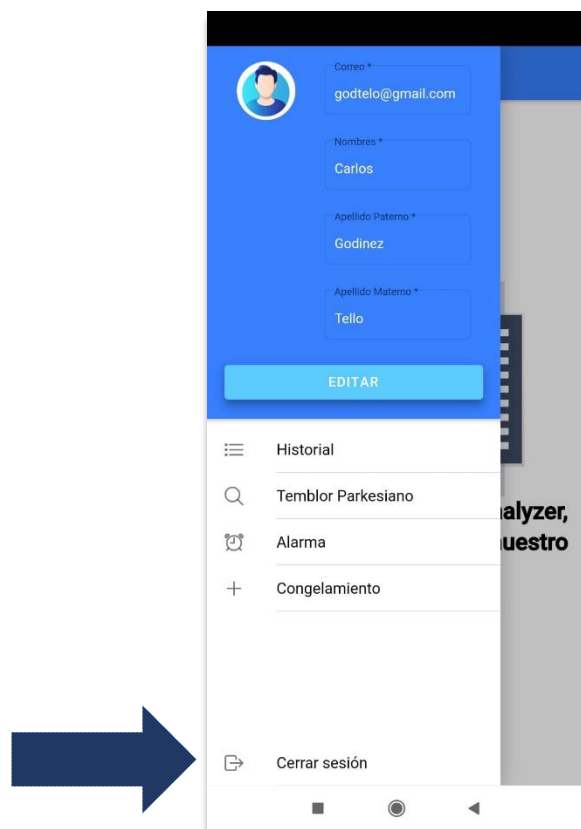 Correo *
godtelo@gmail.com
Nombres *
Carlos
Apellido Paterno *
Godinez
Apellido Materno *
Tello
EDITAR
Historial
Temblor Parkesiano
Alarma
Congelamiento
Cerrar sesión
alyzer,
uestro